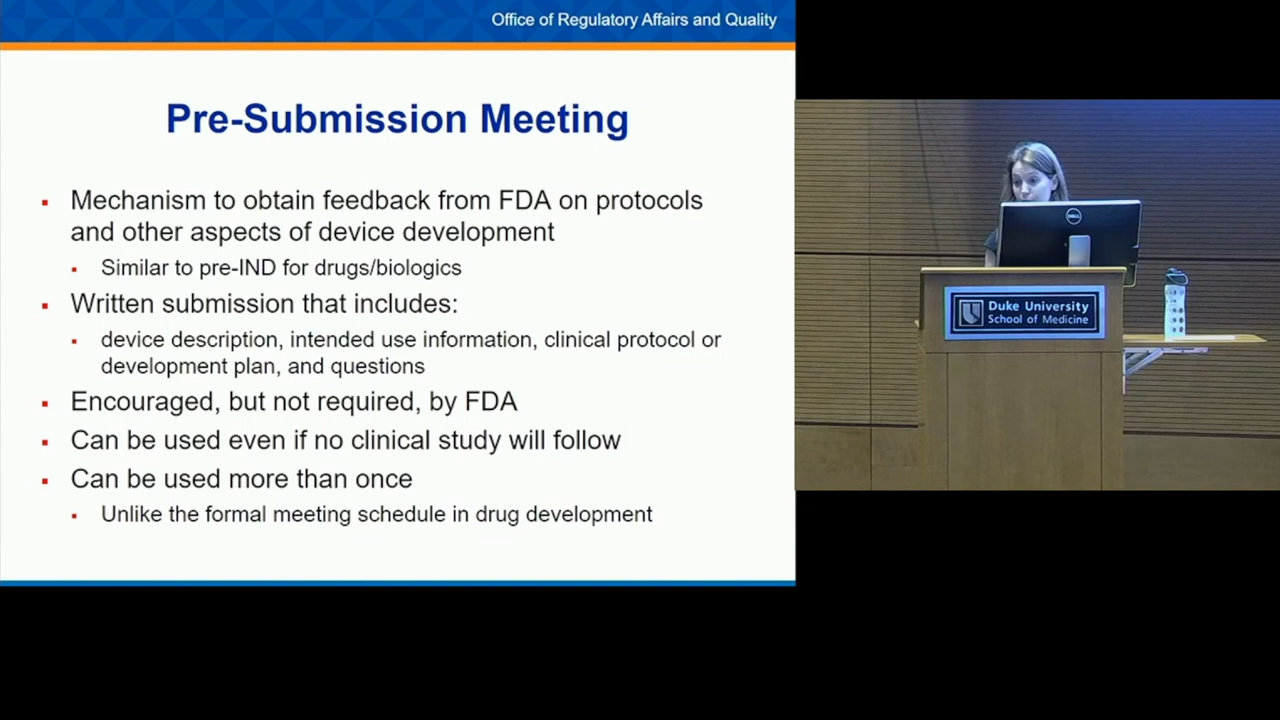 Office of Regulatory Affairs and Quality
Pre-Submission Meeting
Mechanism to obtain feedback from FDA on protocols
and other aspects of device development
Similar to pre-IND for drugs/biologics
Written submission that includes:
device description, intended use information, clinical protocol or
development plan, and questions
Encouraged, but not required, by FDA
Can be used even if no clinical study will follow
Can be used more than once
Unlike the formal meeting schedule in drug development
DELL
Duke University
School of Medicine